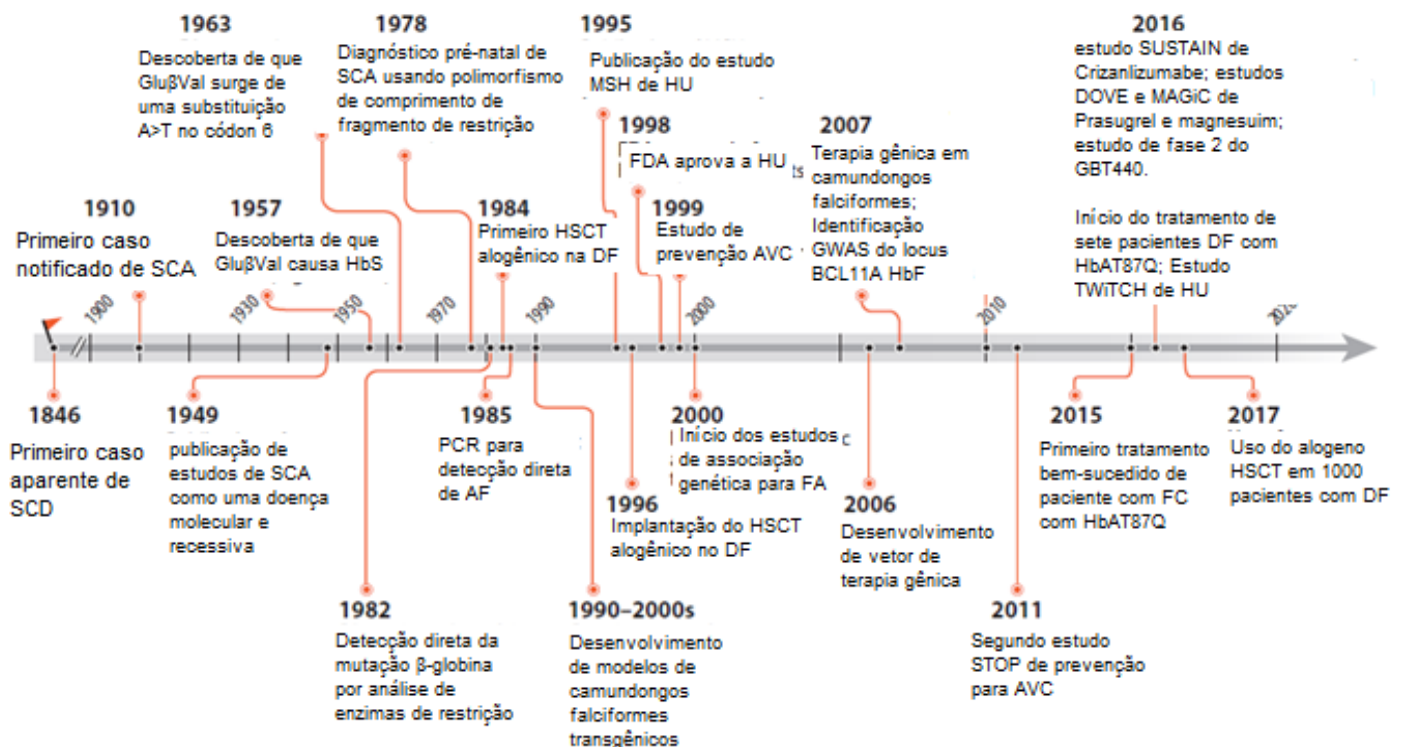 1963
Descoberta de que
GluβVal surge de
uma substituição
A>T no códon 6
1978
Diagnóstico pré-natal de
SCA usando polimorfismo
de comprimento de
fragmento de restrição
1995
Publicação do estudo
MSH de HU
2016
estudo SUSTAIN de
Crizanlizumabe; estudos
DOVE e MAGiC de
Prasugrel e magnesuim;
estudo de fase 2 do
GBT440.
Início do tratamento de
sete pacientes DF com
HbAT87Q; Estudo
TWiTCH de HU
1998
FDA aprova a HU
ts
2007
Terapia gênica em
camundongos
falciformes;
Identificação
GWAS do locus
BCL11A HbF
1910
Primeiro caso
notificado de SCA
1957
Descoberta de que
GluβVal causa HbS
1984
Primeiro HSCT
alogênico na DF
1999
Estudo de
prevenção AVC
1900
1930
1950
1970
1990
2000
2010
2020
1846
Primeiro caso
aparente de
SCD
1949
publicação de
estudos de SCA
como uma doença
molecular e
recessiva
1985
PCR para
detecção direta
de AF
2000
Início dos estudos
de associação
genética para FA
c
1996
Implantação do HSCT
alogênico no DF
2006
Desenvolvimento
de vetor de
terapia gênica
2015
Primeiro tratamento
bem-sucedido de
paciente com FC
com HbAT87Q
2017
Uso do alogeno
HSCT em 1000
pacientes com DF
1982
Detecção direta da
mutação β-globina
por análise de
enzimas de restrição
1990–2000s
Desenvolvimento
de modelos de
camundongos
falciformes
transgênicos
2011
Segundo estudo
STOP de prevenção
para AVC